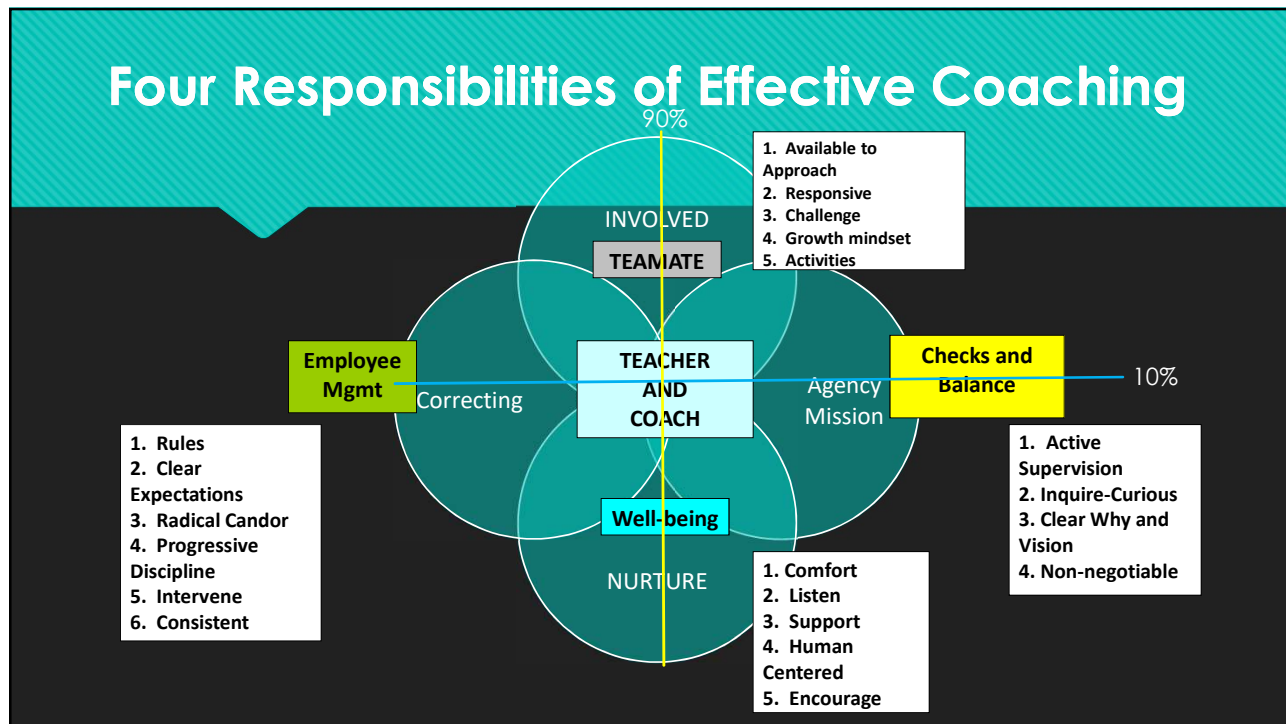 Four Responsibilities of Effective Coaching
90%
1. Available to
Approach
2. Responsive
3. Challenge
4. Growth mindset
5. Activities
INVOLVED
TEAMATE
Employee
Mgmt
Correcting
TEACHER
AND
COACH
Agency
Mission
Checks and
Balance
10%
1. Rules
2. Clear
Expectations
3. Radical Candor
4. Progressive
Discipline
5. Intervene
6. Consistent
1. Active
Supervision
2. Inquire-Curious
3. Clear Why and
Vision
4. Non-negotiable
Well-being
NURTURE
1. Comfort
2. Listen
3. Support
4. Human
Centered
5. Encourage